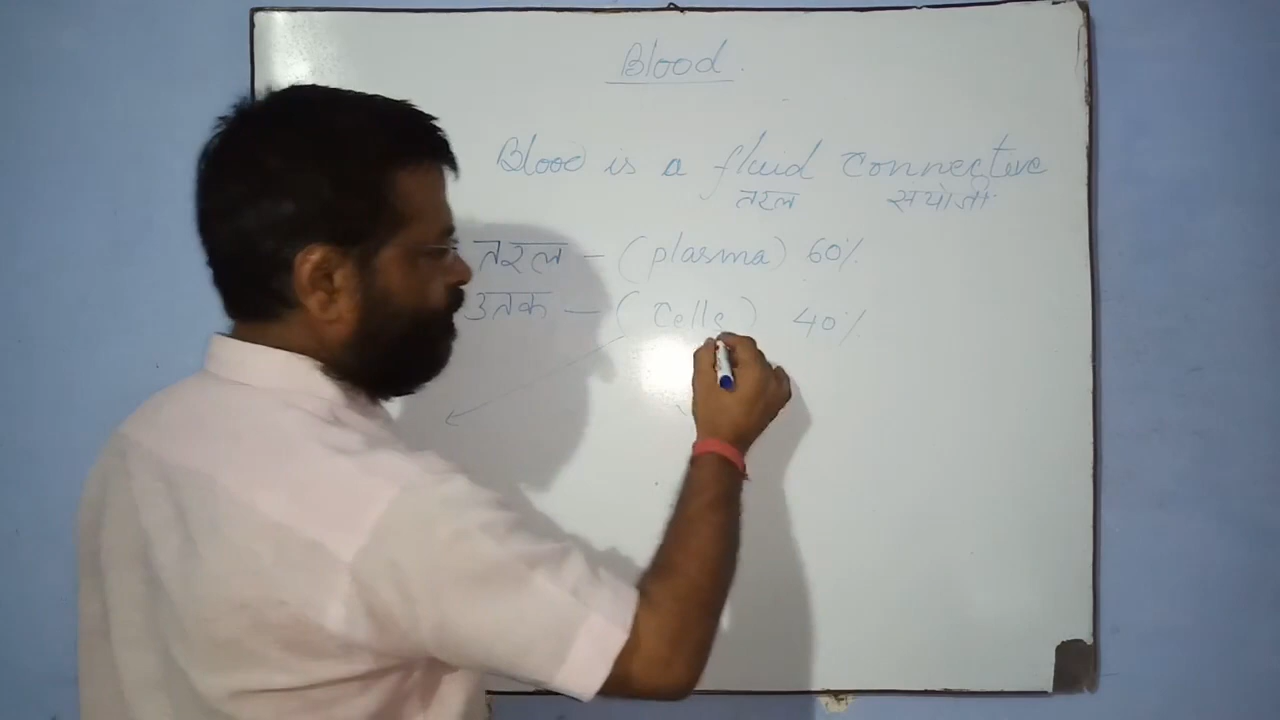 Blood
Blood is a fluid connective
तरल संयोजी
तरल - (plasma) 60%
उतक - (Cells) 40%